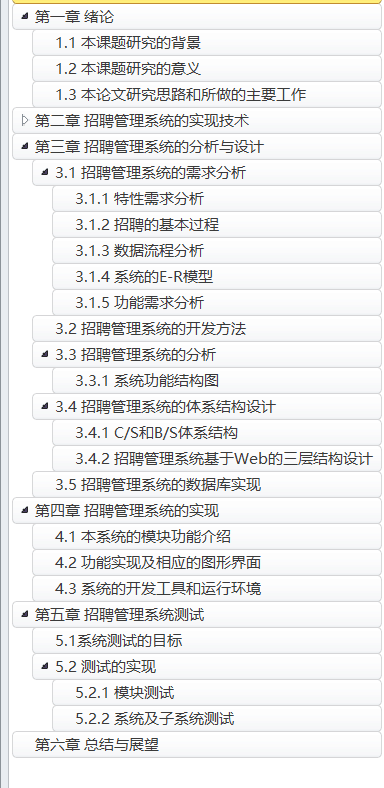 第一章 绪论
1.1 本课题研究的背景
1.2 本课题研究的意义
1.3 本论文研究思路和所做的主要工作
第二章 招聘管理系统的实现技术
第三章 招聘管理系统的分析与设计
3.1 招聘管理系统的需求分析
3.1.1 特性需求分析
3.1.2 招聘的基本过程
3.1.3 数据流程分析
3.1.4 系统的E-R模型
3.1.5 功能需求分析
3.2 招聘管理系统的开发方法
3.3 招聘管理系统的分析
3.3.1 系统功能结构图
3.4 招聘管理系统的体系结构设计
3.4.1 C/S和B/S体系结构
3.4.2 招聘管理系统基于Web的三层结构设计
3.5 招聘管理系统的数据库实现
第四章 招聘管理系统的实现
4.1 本系统的模块功能介绍
4.2 功能实现及相应的图形界面
4.3 系统的开发工具和运行环境
第五章 招聘管理系统测试
5.1系统测试的目标
5.2 测试的实现
5.2.1 模块测试
5.2.2 系统及子系统测试
第六章 总结与展望